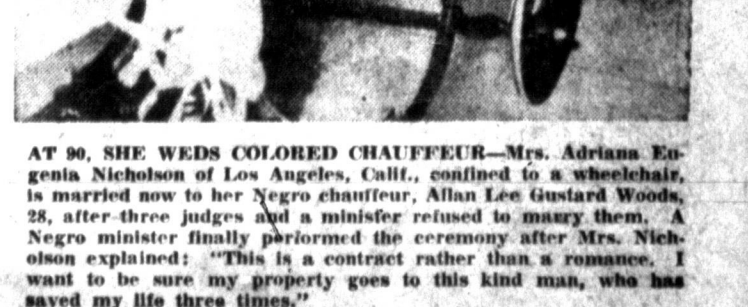 AT 90, SHE WEDS COLORED CHAUFFEUR—Mrs. Adriana Eu-
genia Nicholson of Los Angeles, Calif., confined to a wheelchair,
is married now to her Negro chauffeur, Allan Lee Gustard Woods,
28, after three judges and a minister refused to marry them. A
Negro minister finally performed the ceremony after Mrs. Nich-
olson explained: "This is a contract rather than a romance. I
want to be sure my property goes to this kind man, who has
saved my life three times."